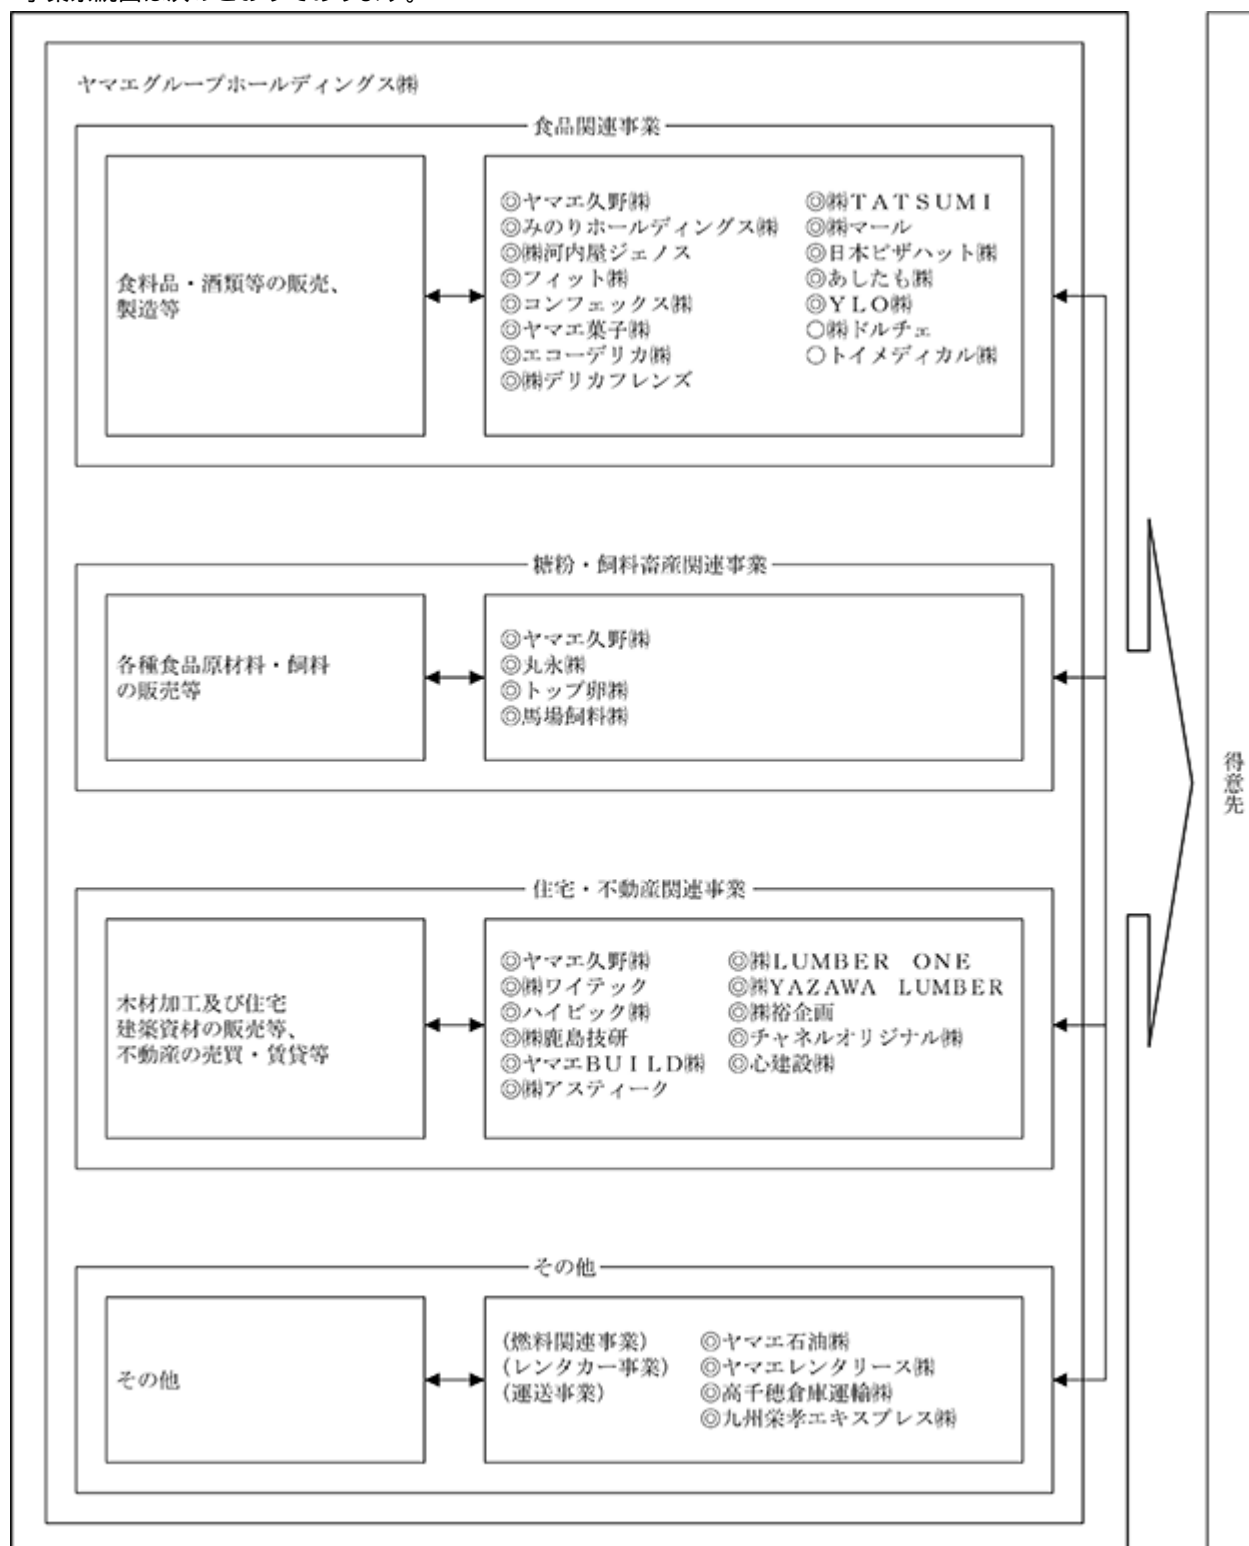 ヤマエグループホールディングス㈱
食品関連事業
食料品・酒類等の販売、
製造等
◎ヤマエ久野㈱
◎みのりホールディングス㈱
◎㈱河内屋ジェノス
◎フィット㈱
◎コンフェックス㈱
◎ヤマエ菓子㈱
◎エコーデリカ㈱
◎㈱デリカフレンズ
◎㈱ＴＡＴＳＵＭＩ
◎㈱マール
◎日本ピザハット㈱
◎あしたも㈱
◎ＹＬＯ㈱
○㈱ドルチェ
○トイメディカル㈱
糖粉・飼料畜産関連事業
各種食品原材料・飼料
の販売等
◎ヤマエ久野㈱
◎丸永㈱
◎トップ卵㈱
◎馬場飼料㈱
住宅・不動産関連事業
木材加工及び住宅
建築資材の販売等、
不動産の売買・賃貸等
◎ヤマエ久野㈱
◎㈱ワイテック
◎ハイビック㈱
◎㈱鹿島技研
◎ヤマエＢＵＩＬＤ㈱
◎㈱アスティーク
◎㈱ＬＵＭＢＥＲ　ＯＮＥ
◎㈱ＹＡＺＡＷＡ　ＬＵＭＢＥＲ
◎㈱裕企画
◎チャネルオリジナル㈱
◎心建設㈱
その他
その他
(燃料関連事業)　◎ヤマエ石油㈱
(レンタカー事業)　◎ヤマエレンタリース㈱
(運送事業)　◎高千穂倉庫運輸㈱
◎九州栄孝エキスプレス㈱
得意先